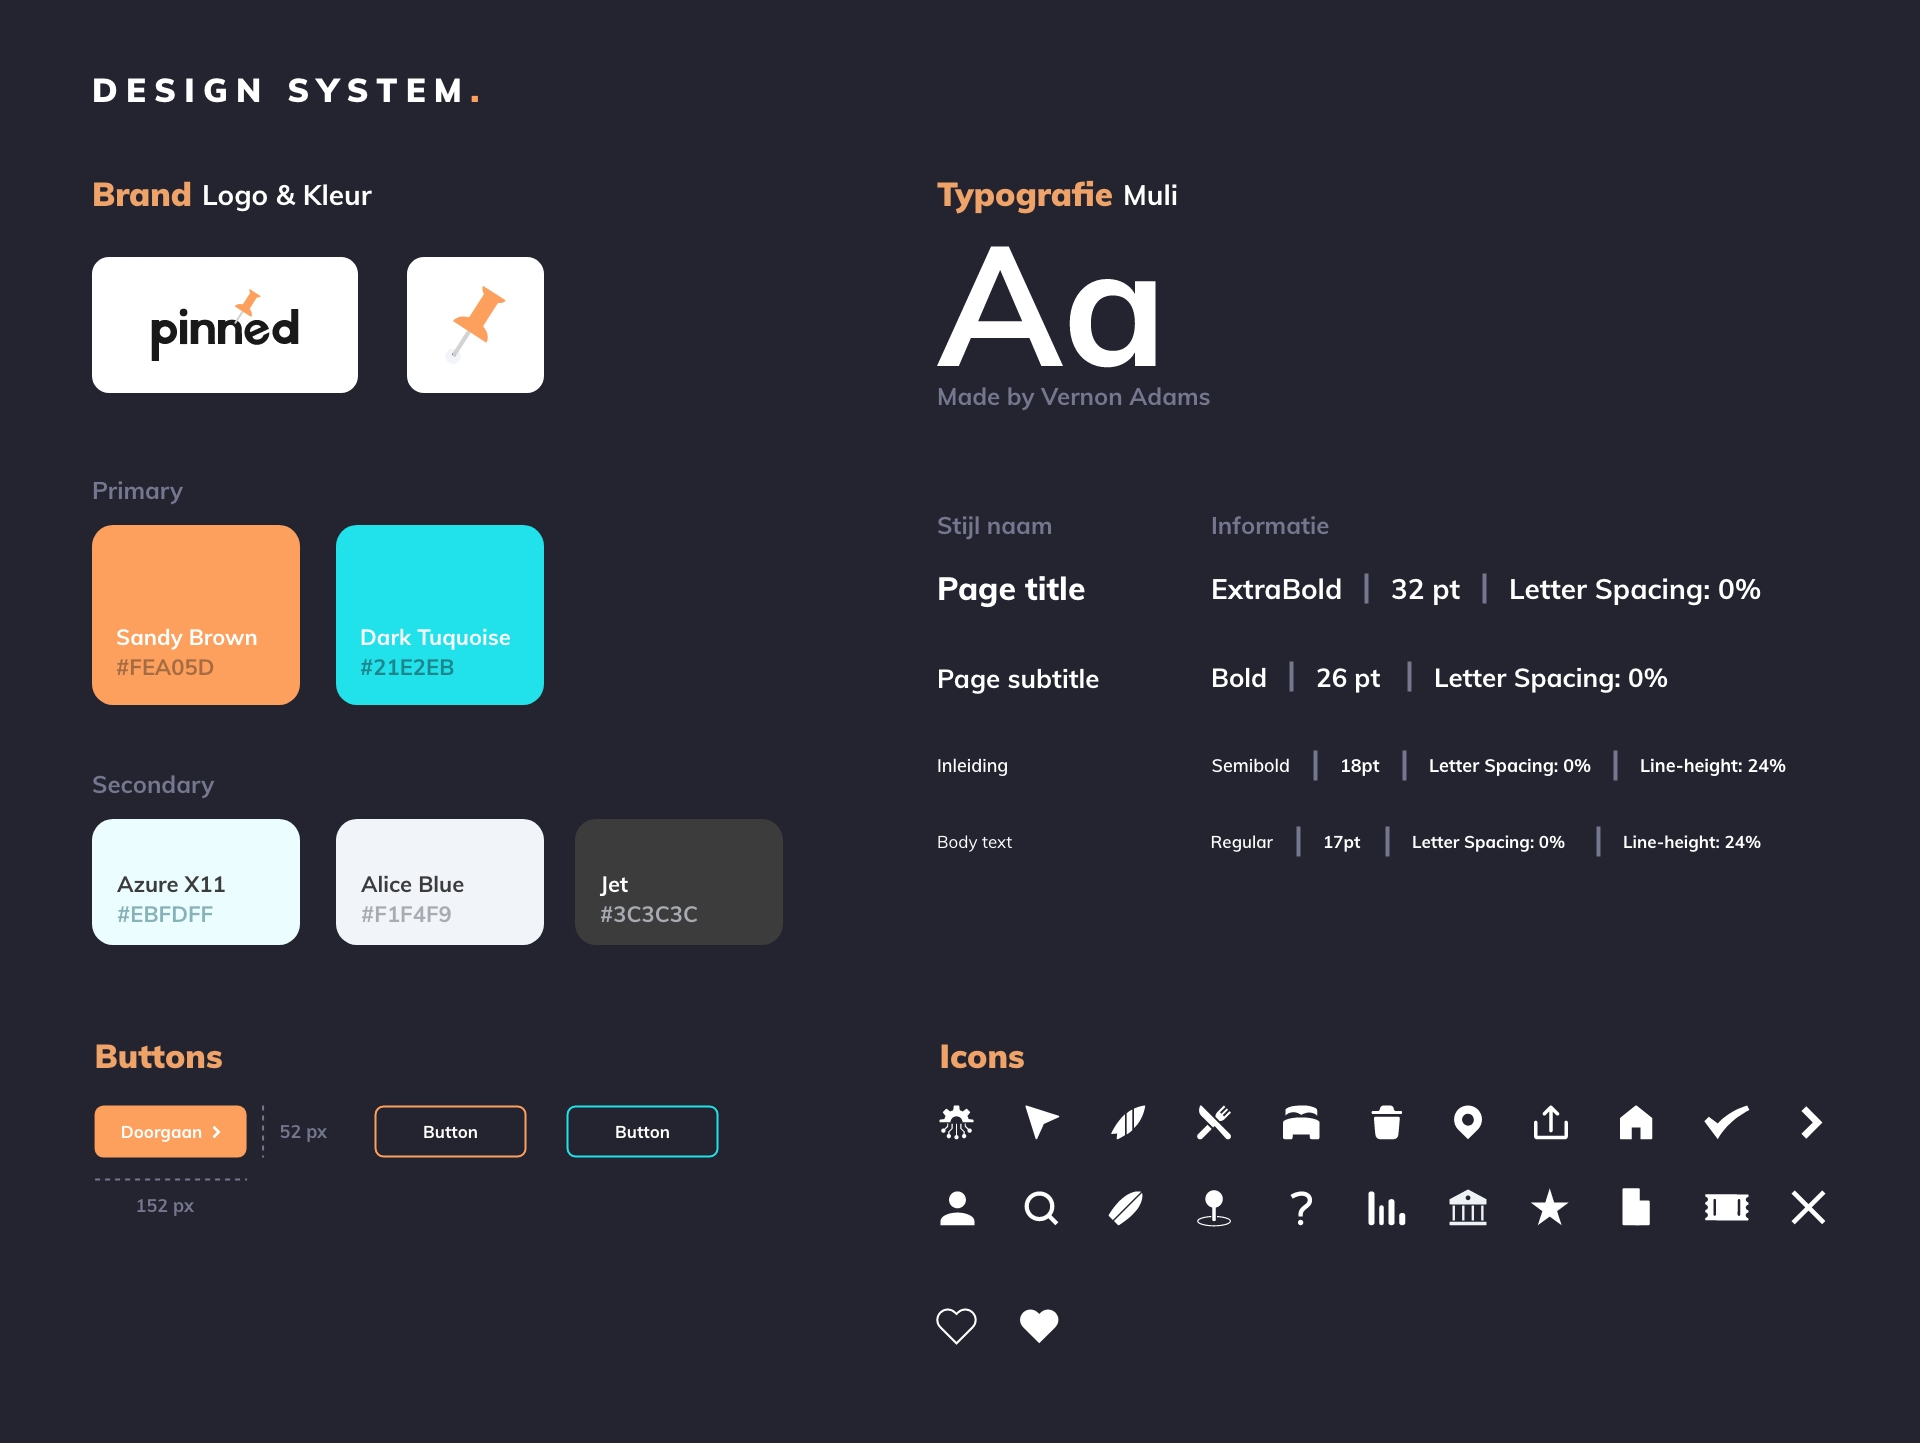 DESIGN SYSTEM.
Brand Logo & Kleur
pinned
Primary
Sandy Brown
#FEA05D
Dark Tuquoise
#21E2EB
Secondary
Azure X11
#EBFDFF
Alice Blue
#F1F4F9
Jet
#3C3C3C
Buttons
Doorgaan
52 px
152 px
Button
Button
Typografie Muli
Aa
Made by Vernon Adams
Stijl naam Informatie
Page title ExtraBold | 32 pt | Letter Spacing: 0%
Page subtitle Bold | 26 pt | Letter Spacing: 0%
Inleiding Semibold | 18pt | Letter Spacing: 0% | Line-height: 24%
Body text Regular | 17pt | Letter Spacing: 0% | Line-height: 24%
Icons